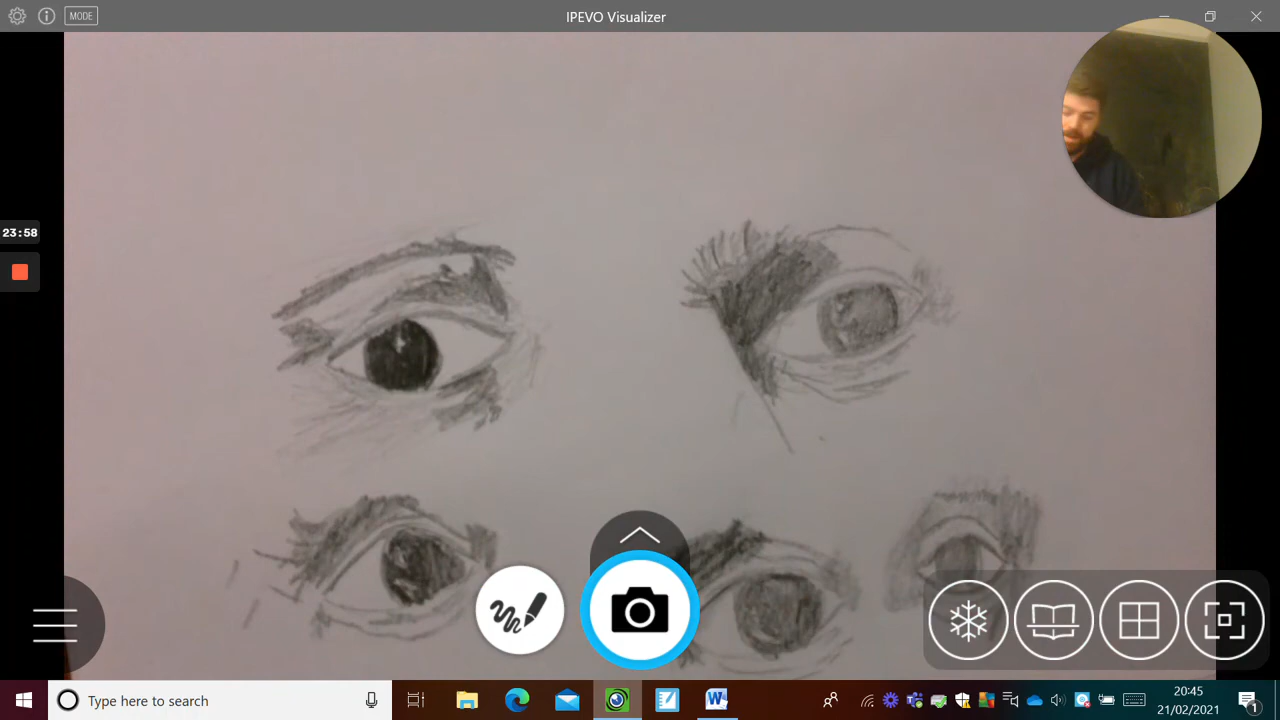 IPEVO Visualizer
MODE
23:58
Type here to search
20:45
21/02/2021
1